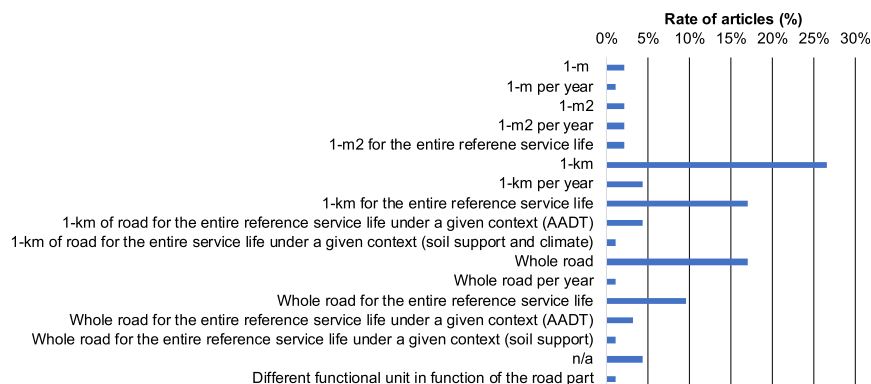 Rate of articles (%)
0% 5% 10% 15% 20% 25% 30%
1-m
1-m per year
1-m2
1-m2 per year
1-m2 for the entire referene service life
1-km
1-km per year
1-km for the entire reference service life
1-km of road for the entire reference service life under a given context (AADT)
1-km of road for the entire service life under a given context (soil support and climate)
Whole road
Whole road per year
Whole road for the entire reference service life
Whole road for the entire reference service life under a given context (AADT)
Whole road for the entire reference service life under a given context (soil support)
n/a
Different functional unit in function of the road part